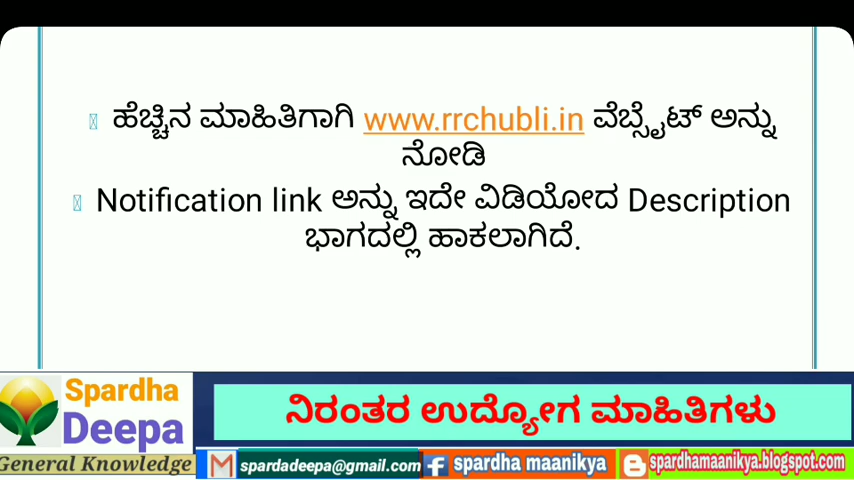 ಹೆಚ್ಚಿನ ಮಾಹಿತಿಗಾಗಿ www.rrchubli.in ವೆಬ್ಸೈಟ್ ಅನ್ನು
ನೋಡಿ
Notification link ಅನ್ನು ಇದೇ ವಿಡಿಯೋದ Description
ಭಾಗದಲ್ಲಿ ಹಾಕಲಾಗಿದೆ.
Spardha
Deepa
General Knowledge
ನಿರಂತರ ಉದ್ಯೋಗ ಮಾಹಿತಿಗಳು
spardadeepa@gmail.com
spardha maanikya
spardhamaanikya.blogspot.com